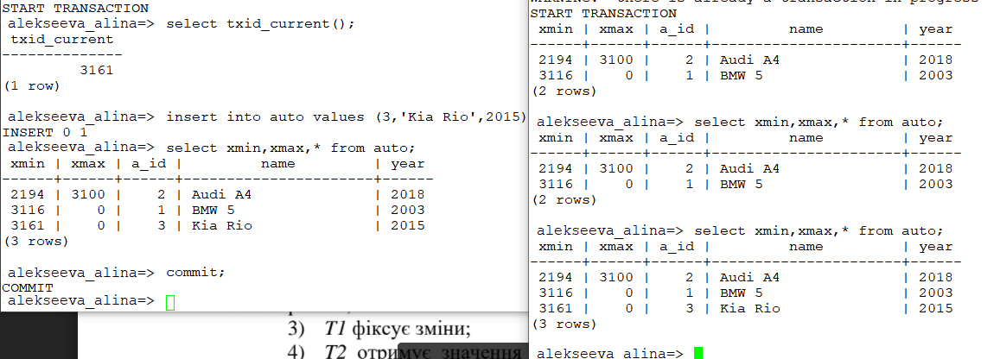 START TRANSACTION
alekseeva_alina=> select txid_current();
 txid_current
--------------
         3161
(1 row)

alekseeva_alina=> insert into auto values (3,'Kia Rio',2015)
INSERT 0 1
alekseeva_alina=> select xmin,xmax,* from auto;
 xmin | xmax | a_id |         name         | year
------+------+------+----------------------+------
 2194 | 3100 |    2 | Audi A4              | 2018
 3116 |    0 |    1 | BMW 5                | 2003
 3161 |    0 |    3 | Kia Rio              | 2015
(3 rows)

alekseeva_alina=> commit;
COMMIT
alekseeva_alina=>
WARNING: there is already a transaction in progress
START TRANSACTION
 xmin | xmax | a_id |         name         | year
------+------+------+----------------------+------
 2194 | 3100 |    2 | Audi A4              | 2018
 3116 |    0 |    1 | BMW 5                | 2003
(2 rows)

alekseeva_alina=> select xmin,xmax,* from auto;
 xmin | xmax | a_id |         name         | year
------+------+------+----------------------+------
 2194 | 3100 |    2 | Audi A4              | 2018
 3116 |    0 |    1 | BMW 5                | 2003
(2 rows)

alekseeva_alina=> select xmin,xmax,* from auto;
 xmin | xmax | a_id |         name         | year
------+------+------+----------------------+------
 2194 | 3100 |    2 | Audi A4              | 2018
 3116 |    0 |    1 | BMW 5                | 2003
 3161 |    0 |    3 | Kia Rio              | 2015
(3 rows)

alekseeva_alina=>
3) T1 фіксує зміни;
4) T2 отримує значення